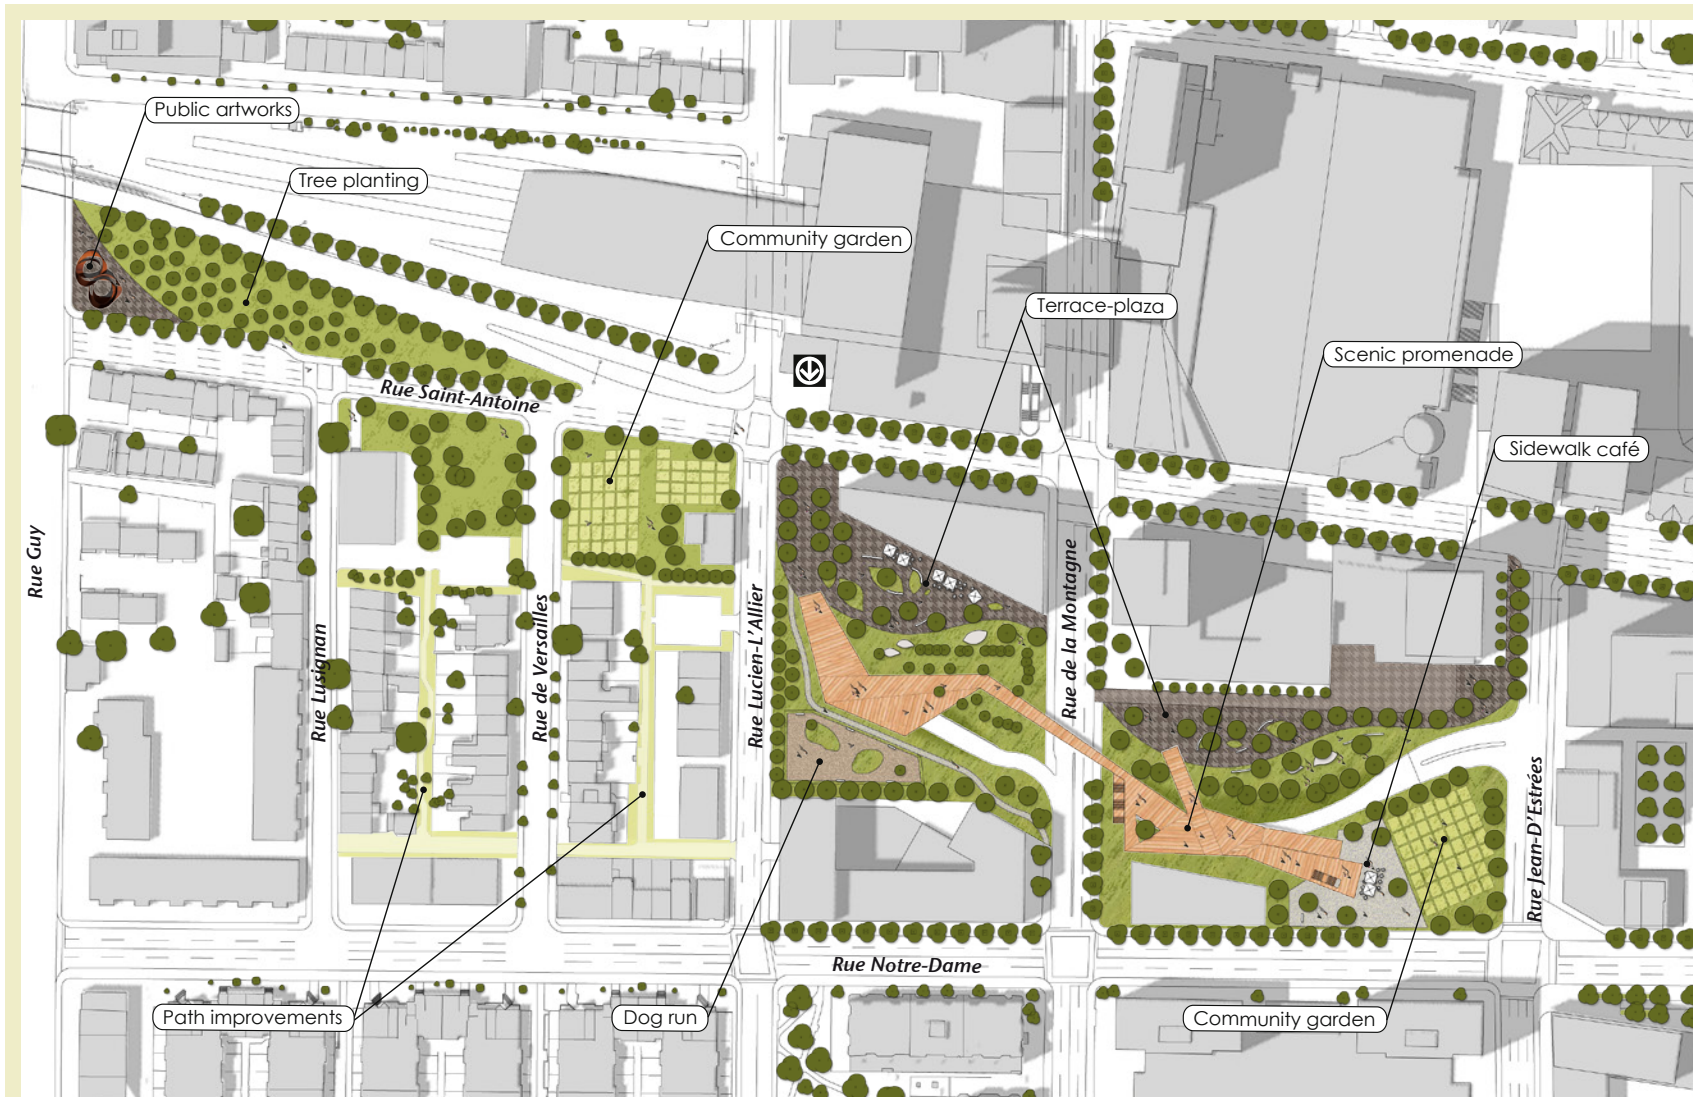 Public artworks
Tree planting
Community garden
Terrace-plaza
Scenic promenade
Sidewalk café
Rue Saint-Antoine
Rue Guy
Rue Lusignan
Rue de Versailles
Rue Lucien-L'Allier
Rue de la Montagne
Rue Jean-D'Estrées
Rue Notre-Dame
Path improvements
Dog run
Community garden